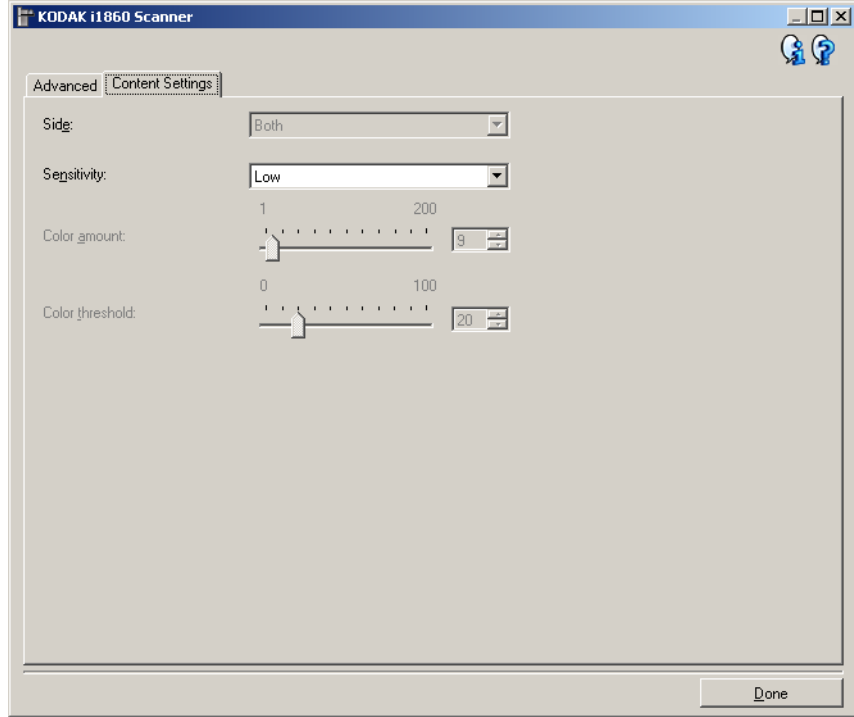 KODAK i1860 Scanner
Advanced Content Settings
Side: Both
Sensitivity: Low
1 200
Color amount: 9
0 100
Color threshold: 20
Done